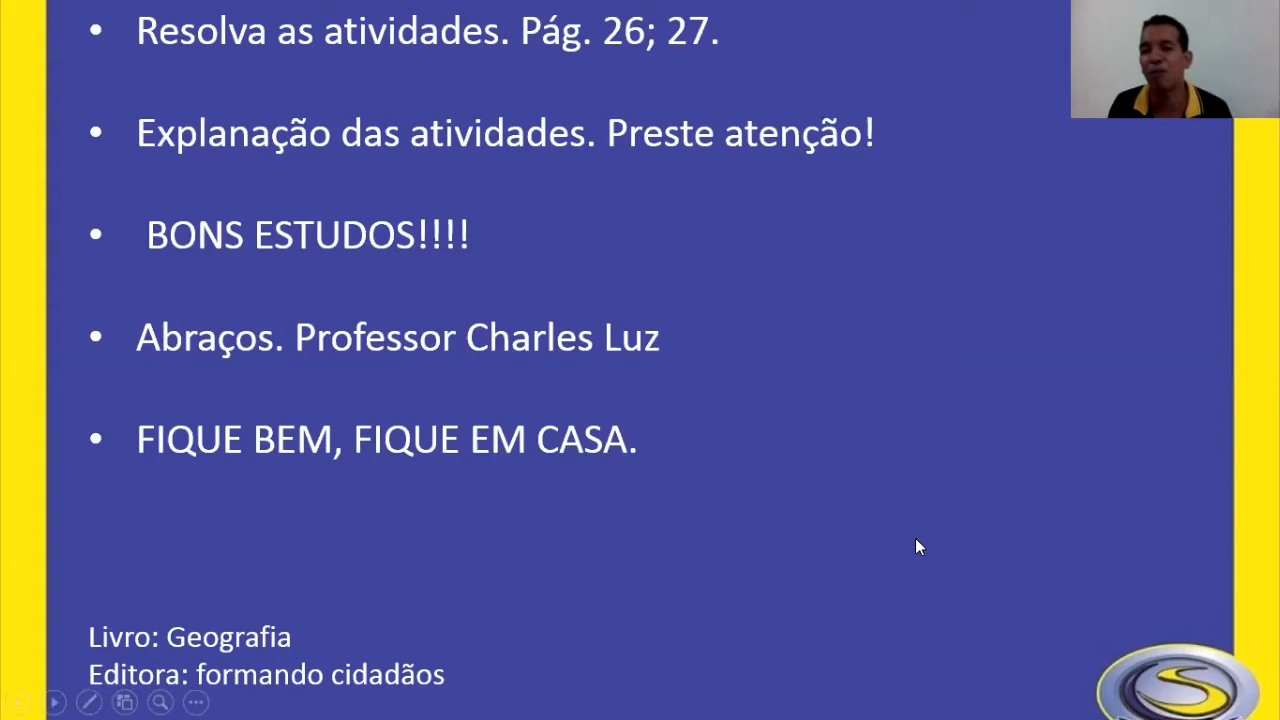 • Resolva as atividades. Pág. 26; 27.
• Explanação das atividades. Preste atenção!
• BONS ESTUDOS!!!!
• Abraços. Professor Charles Luz
• FIQUE BEM, FIQUE EM CASA.
Livro: Geografia
Editora: formando cidadãos